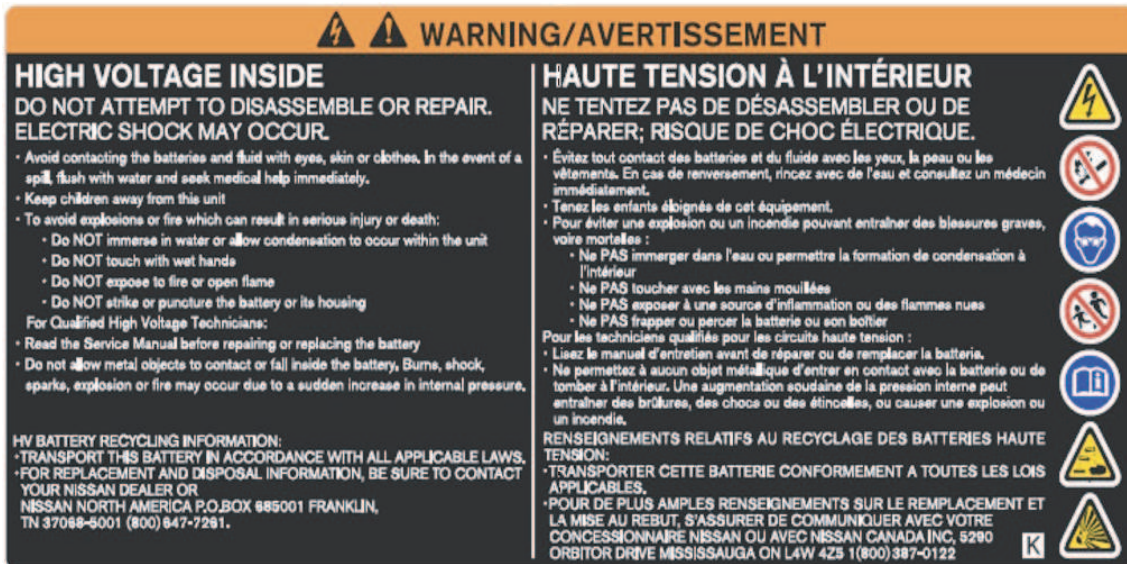 WARNING/AVERTISSEMENT
HIGH VOLTAGE INSIDE
DO NOT ATTEMPT TO DISASSEMBLE OR REPAIR.
ELECTRIC SHOCK MAY OCCUR.
· Avoid contacting the batteries and fluid with eyes, skin or clothes. In the event of a
spill, flush with water and seek medical help immediately.
· Keep children away from this unit
· To avoid explosions or fire which can result in serious injury or death:
· Do NOT immerse in water or allow condensation to occur within the unit
· Do NOT touch with wet hands
· Do NOT expose to fire or open flame
· Do NOT strike or puncture the battery or its housing
For Qualified High Voltage Technicians:
· Read the Service Manual before repairing or replacing the battery
· Do not allow metal objects to contact or fall inside the battery. Burns, shock,
sparks, explosion or fire may occur due to a sudden increase in internal pressure.
HV BATTERY RECYCLING INFORMATION:
·TRANSPORT THIS BATTERY IN ACCORDANCE WITH ALL APPLICABLE LAWS.
·FOR REPLACEMENT AND DISPOSAL INFORMATION, BE SURE TO CONTACT
YOUR NISSAN DEALER OR
NISSAN NORTH AMERICA P.O.BOX 685001 FRANKLIN,
TN 37068-5001 (800) 647-7261.
HAUTE TENSION À L'INTÉRIEUR
NE TENTEZ PAS DE DÉSASSEMBLER OU DE
RÉPARER; RISQUE DE CHOC ÉLECTRIQUE.
· Évitez tout contact des batteries et du fluide avec les yeux, la peau ou les
vêtements. En cas de renversement, rincez avec de l'eau et consultez un médecin
immédiatement.
· Tenez les enfants éloignés de cet équipement.
· Pour éviter une explosion ou un incendie pouvant entraîner des blessures graves,
voire mortelles :
· Ne PAS immerger dans l'eau ou permettre la formation de condensation à
l'intérieur
· Ne PAS toucher avec les mains mouillées
· Ne PAS exposer à une source d'inflammation ou des flammes nues
· Ne PAS frapper ou percer la batterie ou son boîtier
Pour les techniciens qualifiés pour les circuits haute tension :
· Lisez le manuel d'entretien avant de réparer ou de remplacer la batterie.
· Ne permettez à aucun objet métallique d'entrer en contact avec la batterie ou de
tomber à l'intérieur. Une augmentation soudaine de la pression interne peut
entraîner des brûlures, des chocs ou des étincelles, ou causer une explosion ou
un incendie.
RENSEIGNEMENTS RELATIFS AU RECYCLAGE DES BATTERIES HAUTE
TENSION:
·TRANSPORTER CETTE BATTERIE CONFORMEMENT A TOUTES LES LOIS
APPLICABLES.
·POUR DE PLUS AMPLES RENSEIGNEMENTS SUR LE REMPLACEMENT ET
LA MISE AU REBUT, S'ASSURER DE COMMUNIQUER AVEC VOTRE
CONCESSIONNAIRE NISSAN OU AVEC NISSAN CANADA INC, 5290
ORBITOR DRIVE MISSISSAUGA ON L4W 4Z5 1(800) 387-0122
K